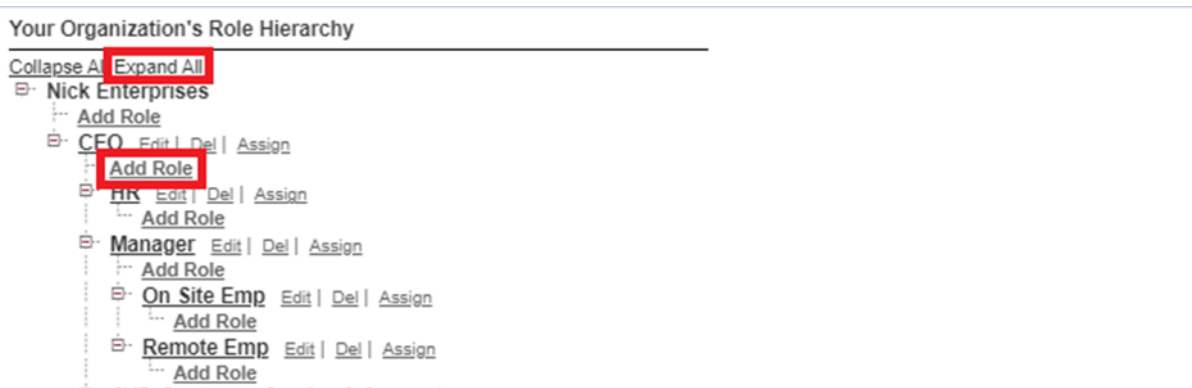 Your Organization's Role Hierarchy
Collapse Al Expand All
Nick Enterprises
Add Role
CEO Edit | Del | Assign
Add Role
HR Edit | Del | Assign
Add Role
Manager Edit | Del | Assign
Add Role
On Site Emp Edit | Del | Assign
Add Role
Remote Emp Edit | Del | Assign
Add Role